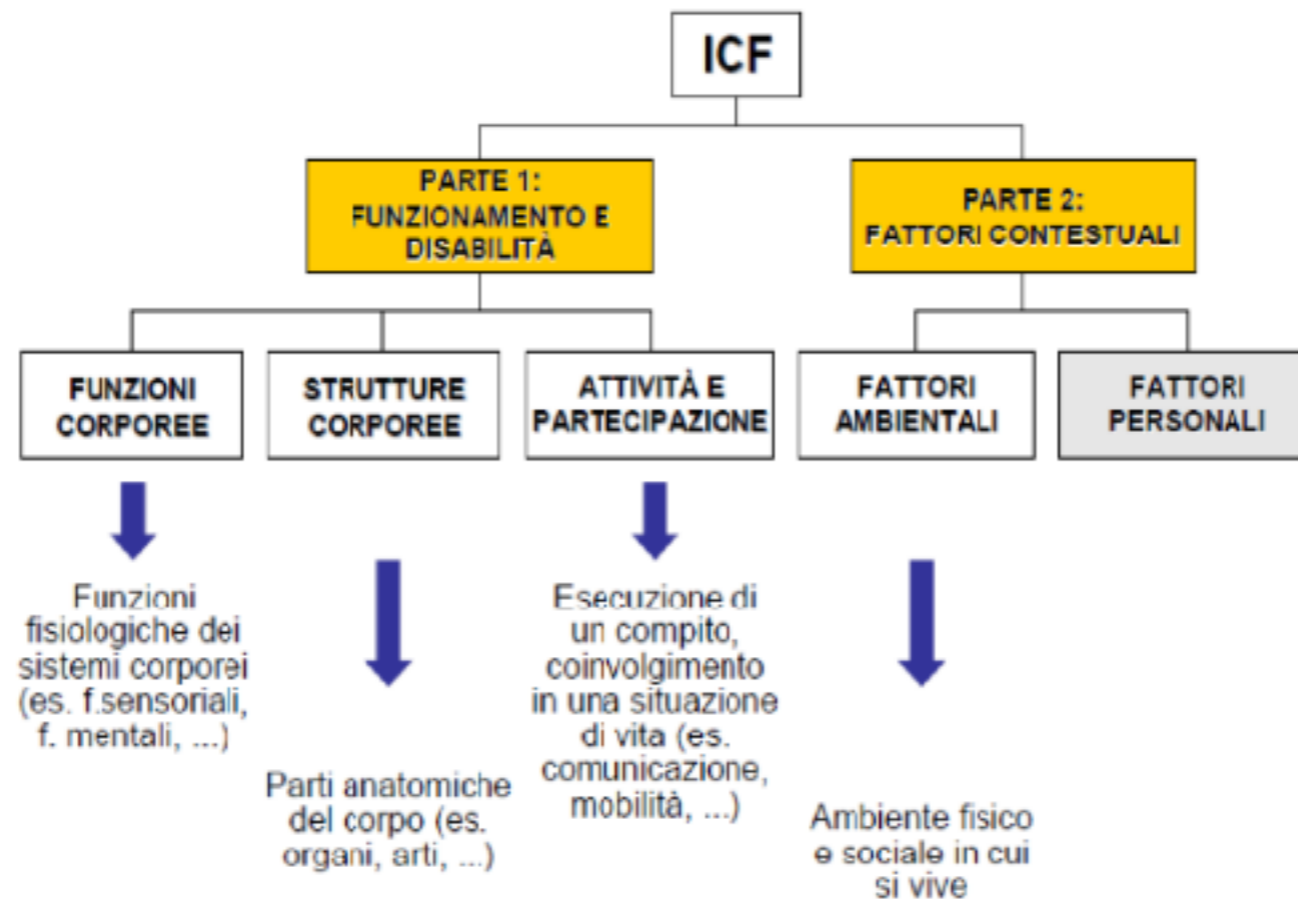 ICF
PARTE 1:
FUNZIONAMENTO E
DISABILITÀ
PARTE 2:
FATTORI CONTESTUALI
FUNZIONI
CORPOREE
STRUTTURE
CORPOREE
ATTIVITÀ E
PARTECIPAZIONE
FATTORI
AMBIENTALI
FATTORI
PERSONALI
Funzioni
fisiologiche dei
sistemi corporei
(es. f.sensoriali,
f. mentali, ...)
Parti anatomiche
del corpo (es.
organi, arti, ...)
Esecuzione di
un compito,
coinvolgimento
in una situazione
di vita (es.
comunicazione,
mobilità, ...)
Ambiente fisico
e sociale in cui
si vive